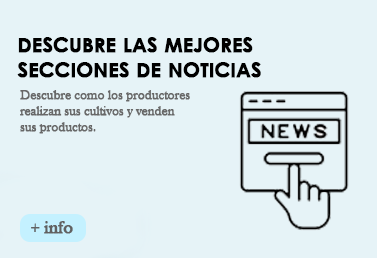 DESCUBRE LAS MEJORES
SECCIONES DE NOTICIAS
Descubre como los productores
realizan sus cultivos y venden
sus productos.
NEWS
+ info